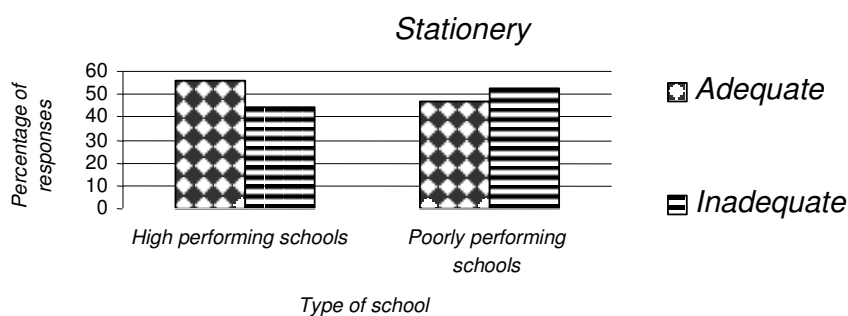 Stationery
Percentage of
responses
60
50
40
30
20
10
0
High performing schools
Poorly performing
schools
Type of school
Adequate
Inadequate